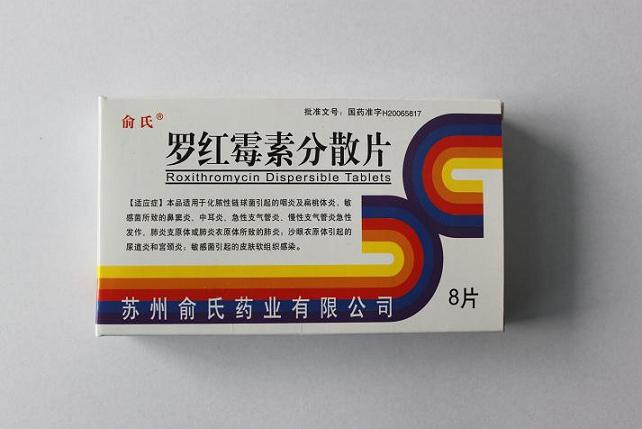 批准文号：国药准字H20065817
俞氏®
罗红霉素分散片
Roxithromycin Dispersible Tablets
【适应症】本品适用于化脓性链球菌引起的咽炎及扁桃体炎，敏
感菌所致的鼻窦炎、中耳炎、急性支气管炎、慢性支气管炎急性
发作，肺炎支原体或肺炎衣原体所致的肺炎；沙眼衣原体引起的
尿道炎和宫颈炎；敏感菌引起的皮肤软组织感染。
苏州俞氏药业有限公司
8片